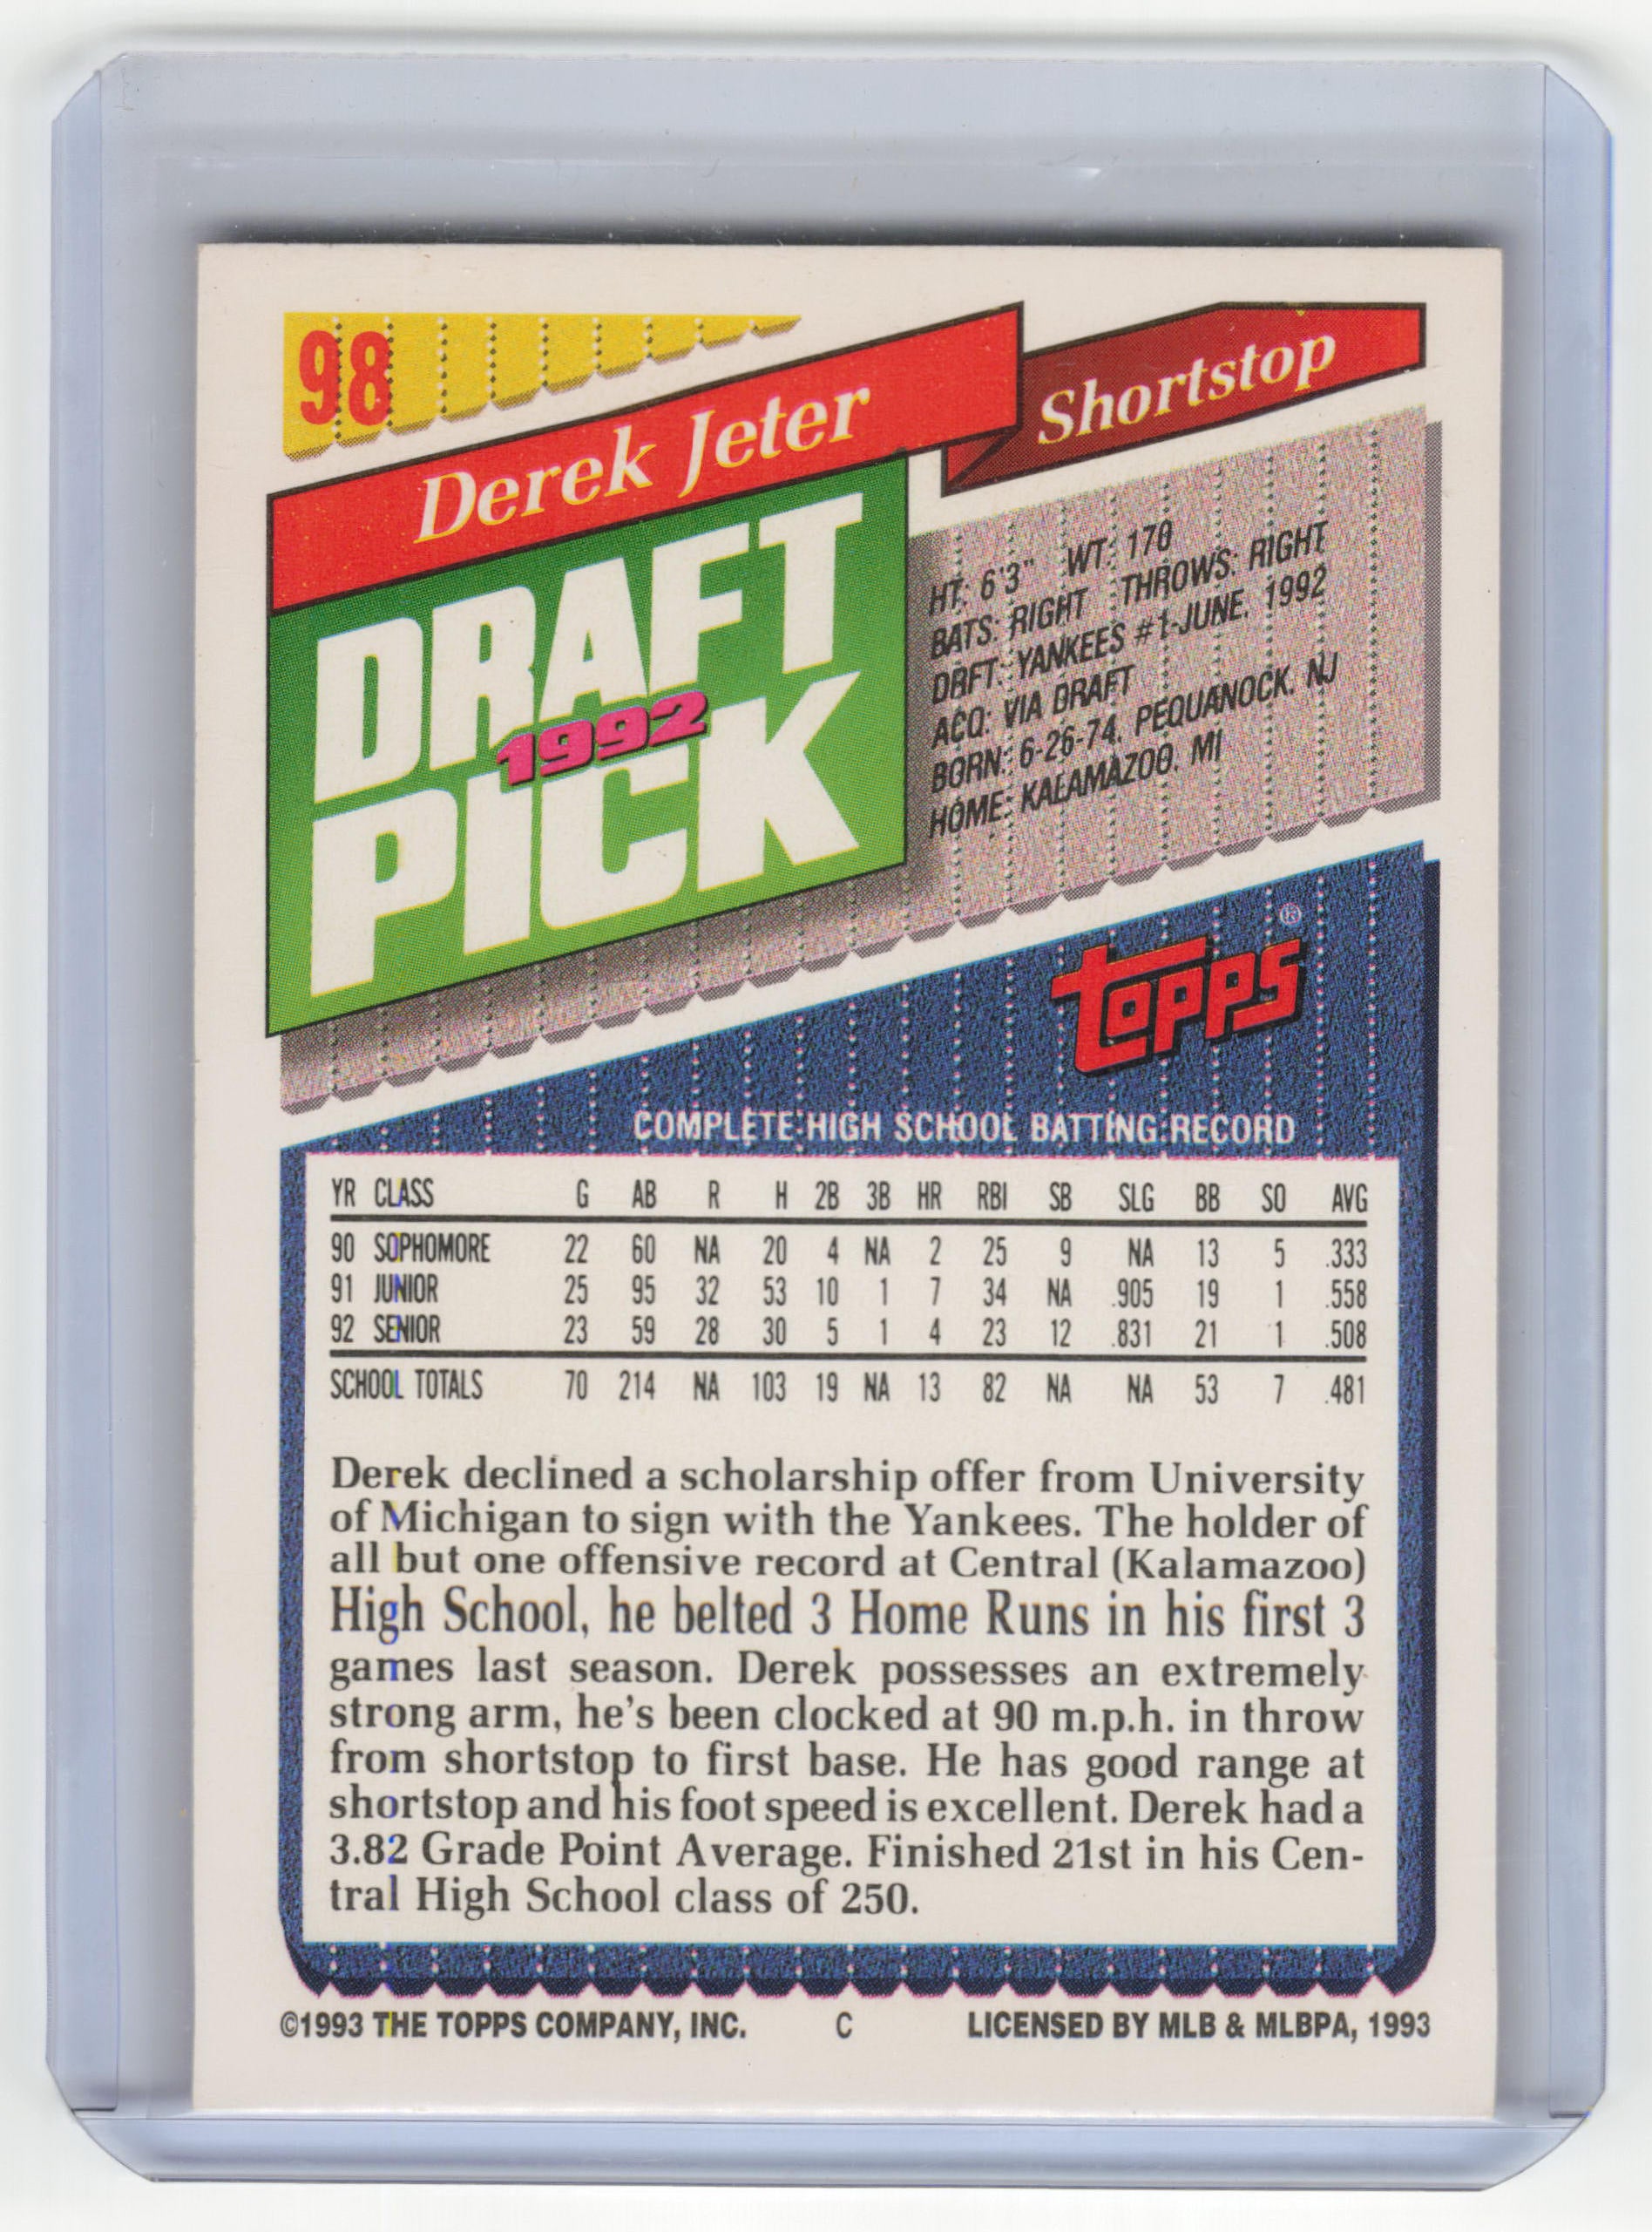 98
Derek Jeter
Shortstop
DRAFT
1992
PICK
HT: 6'3" WT: 170
BATS: RIGHT THROWS: RIGHT
DRFT: YANKEES #1-JUNE, 1992
ACQ: VIA DRAFT
BORN: 6-26-74, PEQUANOCK, NJ
HOME: KALAMAZOO, MI
TOPPS®
COMPLETE HIGH SCHOOL BATTING RECORD
YR CLASS G AB R H 2B 3B HR RBI SB SLG BB SO AVG
90 SOPHOMORE 22 60 NA 20 4 NA 2 25 9 NA 13 5 .333
91 JUNIOR 25 95 32 53 10 1 7 34 NA .905 19 1 .558
92 SENIOR 23 59 28 30 5 1 4 23 12 .831 21 1 .508
SCHOOL TOTALS 70 214 NA 103 19 NA 13 82 NA NA 53 7 .481
Derek declined a scholarship offer from University
of Michigan to sign with the Yankees. The holder of
all but one offensive record at Central (Kalamazoo)
High School, he belted 3 Home Runs in his first 3
games last season. Derek possesses an extremely
strong arm, he's been clocked at 90 m.p.h. in throw
from shortstop to first base. He has good range at
shortstop and his foot speed is excellent. Derek had a
3.82 Grade Point Average. Finished 21st in his Cen-
tral High School class of 250.
©1993 THE TOPPS COMPANY, INC. C LICENSED BY MLB & MLBPA, 1993